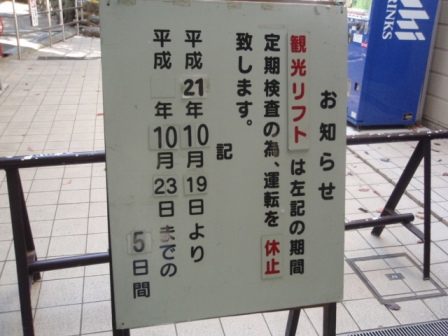 お知らせ
観光リフトは左記の期間
定期検査の為、運転を休止
致します。
記
平成21年10月19日より
平成 年10月23日までの
5日間
DRINKS